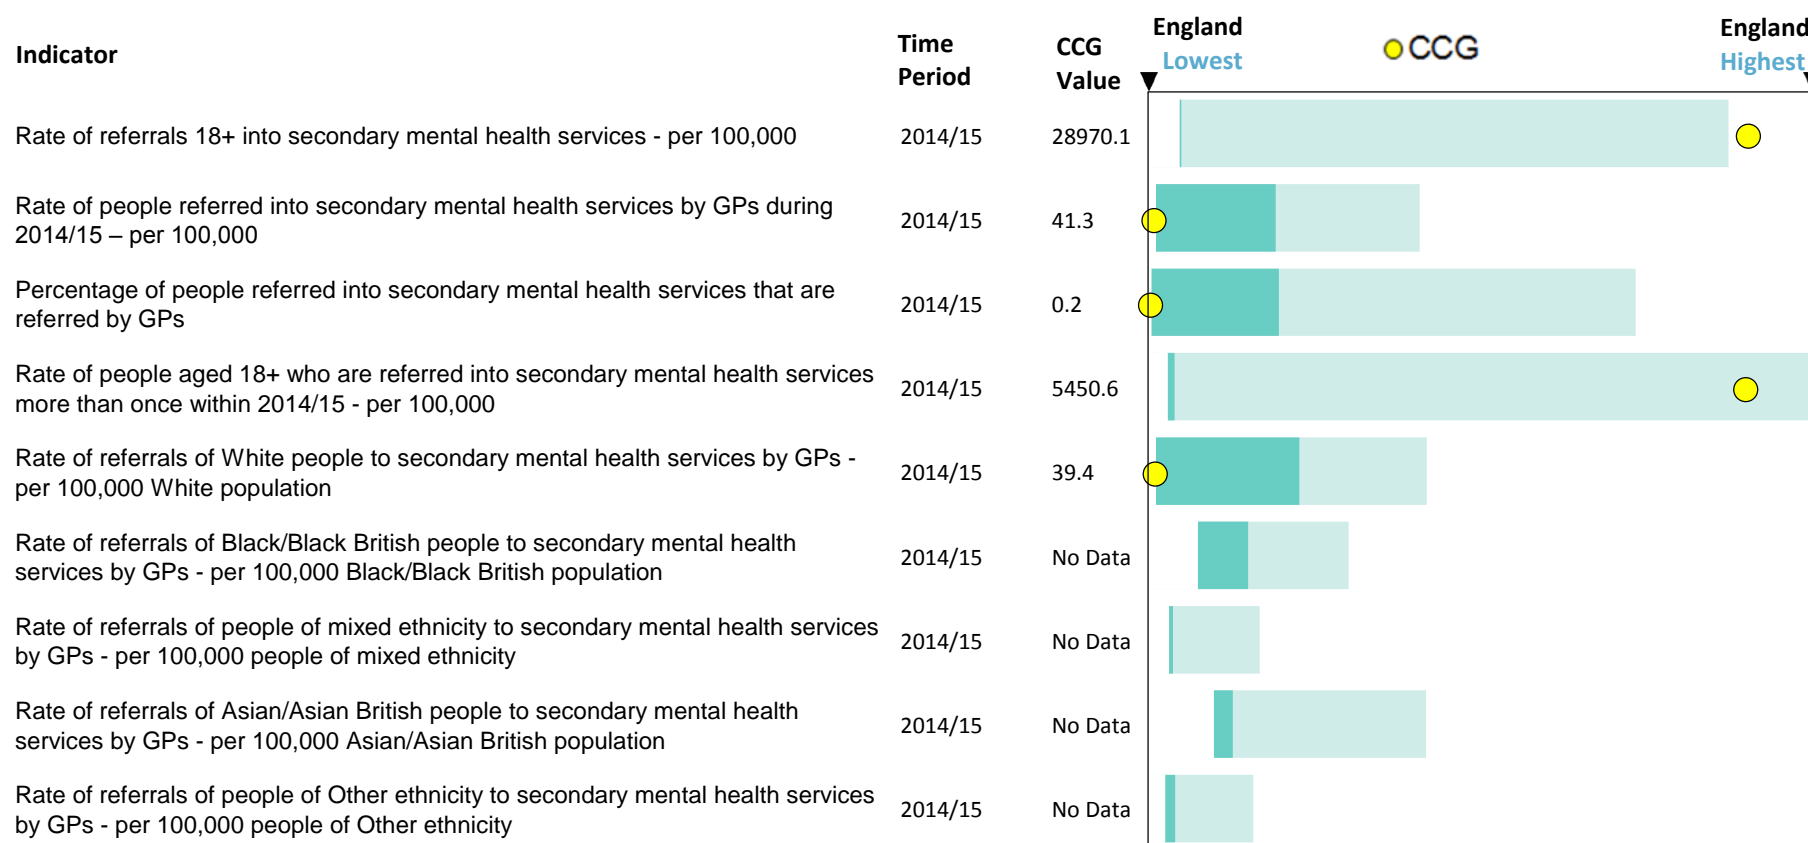 Indicator
Time
Period
CCG
Value
England
Lowest
CCG
England
Highest
Rate of referrals 18+ into secondary mental health services - per 100,000
2014/15
28970.1
Rate of people referred into secondary mental health services by GPs during
2014/15 – per 100,000
2014/15
41.3
Percentage of people referred into secondary mental health services that are
referred by GPs
2014/15
0.2
Rate of people aged 18+ who are referred into secondary mental health services
more than once within 2014/15 - per 100,000
2014/15
5450.6
Rate of referrals of White people to secondary mental health services by GPs -
per 100,000 White population
2014/15
39.4
Rate of referrals of Black/Black British people to secondary mental health
services by GPs - per 100,000 Black/Black British population
2014/15
No Data
Rate of referrals of people of mixed ethnicity to secondary mental health services
by GPs - per 100,000 people of mixed ethnicity
2014/15
No Data
Rate of referrals of Asian/Asian British people to secondary mental health
services by GPs - per 100,000 Asian/Asian British population
2014/15
No Data
Rate of referrals of people of Other ethnicity to secondary mental health services
by GPs - per 100,000 people of Other ethnicity
2014/15
No Data